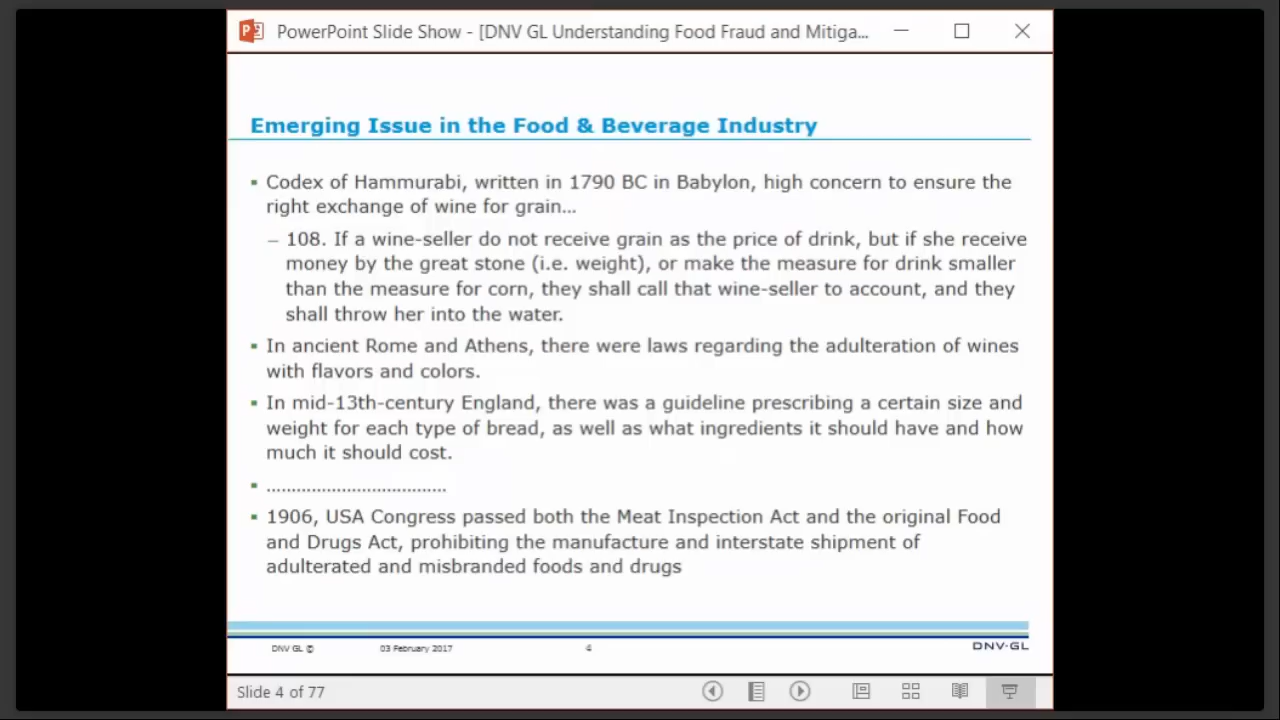 PowerPoint Slide Show - [DNV GL Understanding Food Fraud and Mitiga...
Emerging Issue in the Food & Beverage Industry
▪ Codex of Hammurabi, written in 1790 BC in Babylon, high concern to ensure the
right exchange of wine for grain...
– 108. If a wine-seller do not receive grain as the price of drink, but if she receive
money by the great stone (i.e. weight), or make the measure for drink smaller
than the measure for corn, they shall call that wine-seller to account, and they
shall throw her into the water.
▪ In ancient Rome and Athens, there were laws regarding the adulteration of wines
with flavors and colors.
▪ In mid-13th-century England, there was a guideline prescribing a certain size and
weight for each type of bread, as well as what ingredients it should have and how
much it should cost.
▪ ....................................
▪ 1906, USA Congress passed both the Meat Inspection Act and the original Food
and Drugs Act, prohibiting the manufacture and interstate shipment of
adulterated and misbranded foods and drugs
DNV GL © 03 February 2017 4 DNV·GL
Slide 4 of 77